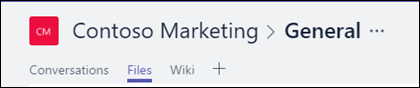 CM Contoso Marketing > General ...
Conversations Files Wiki +